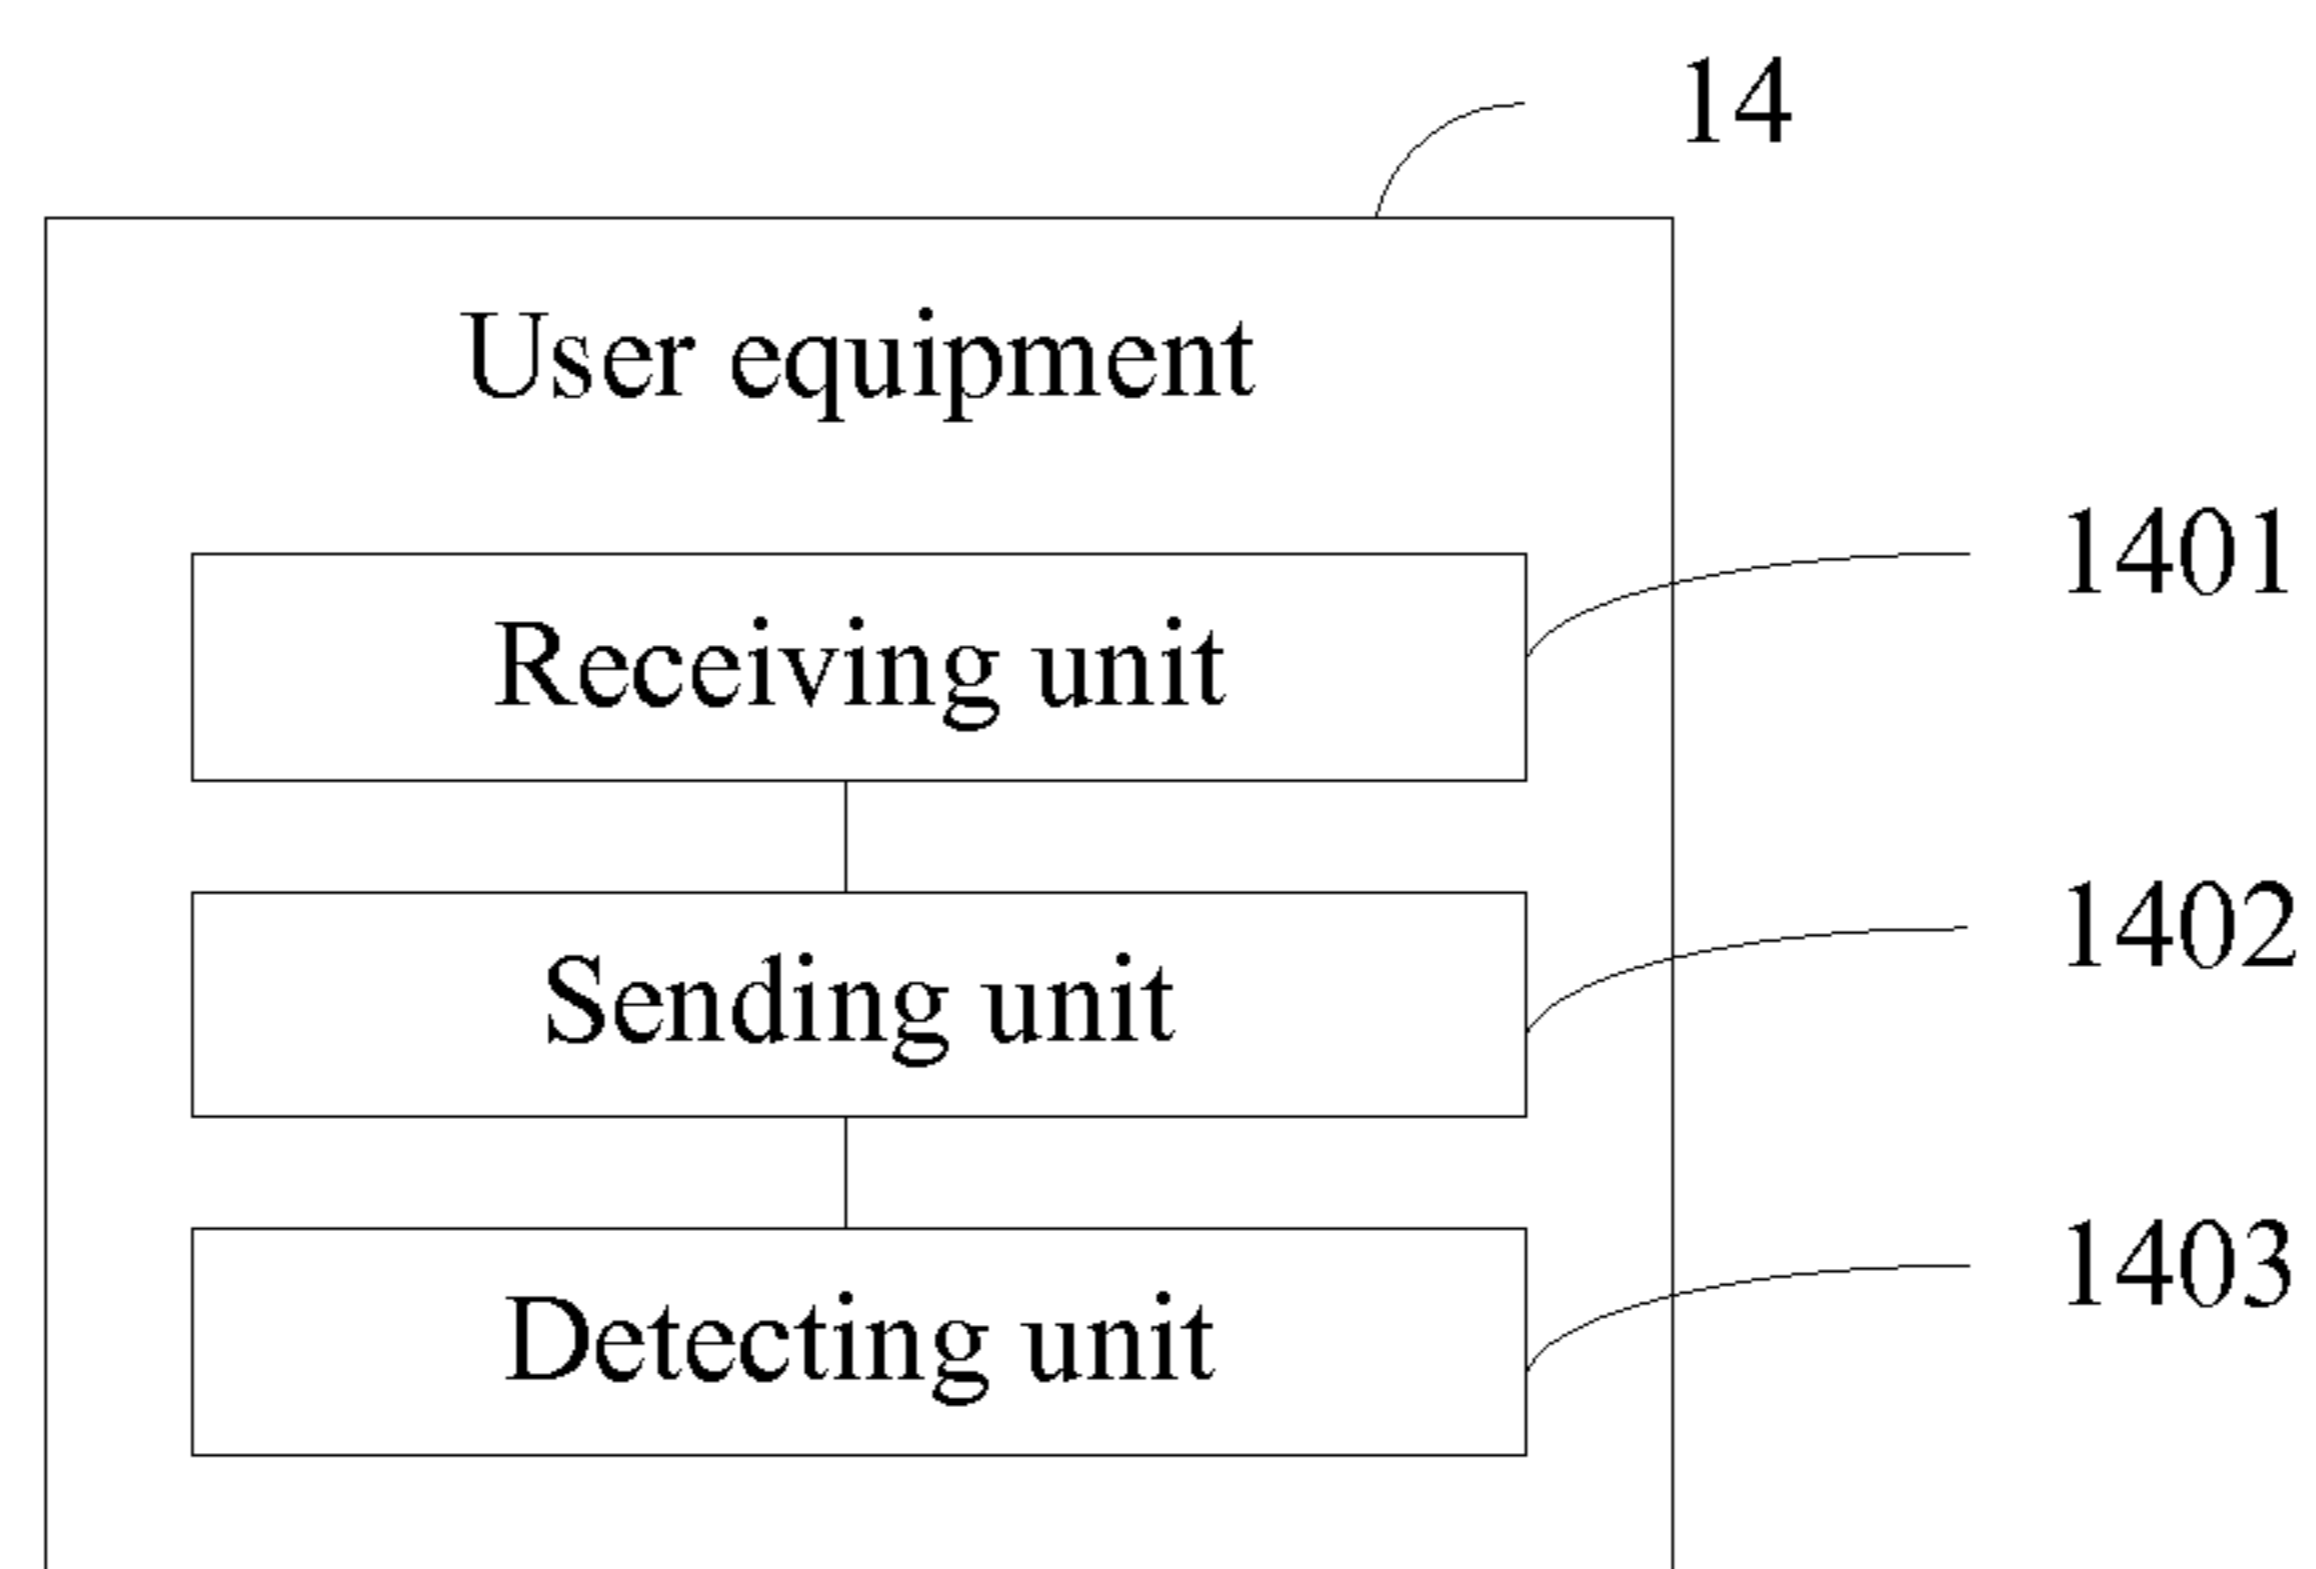 14
User equipment
1401
Receiving unit
1402
Sending unit
1403
Detecting unit